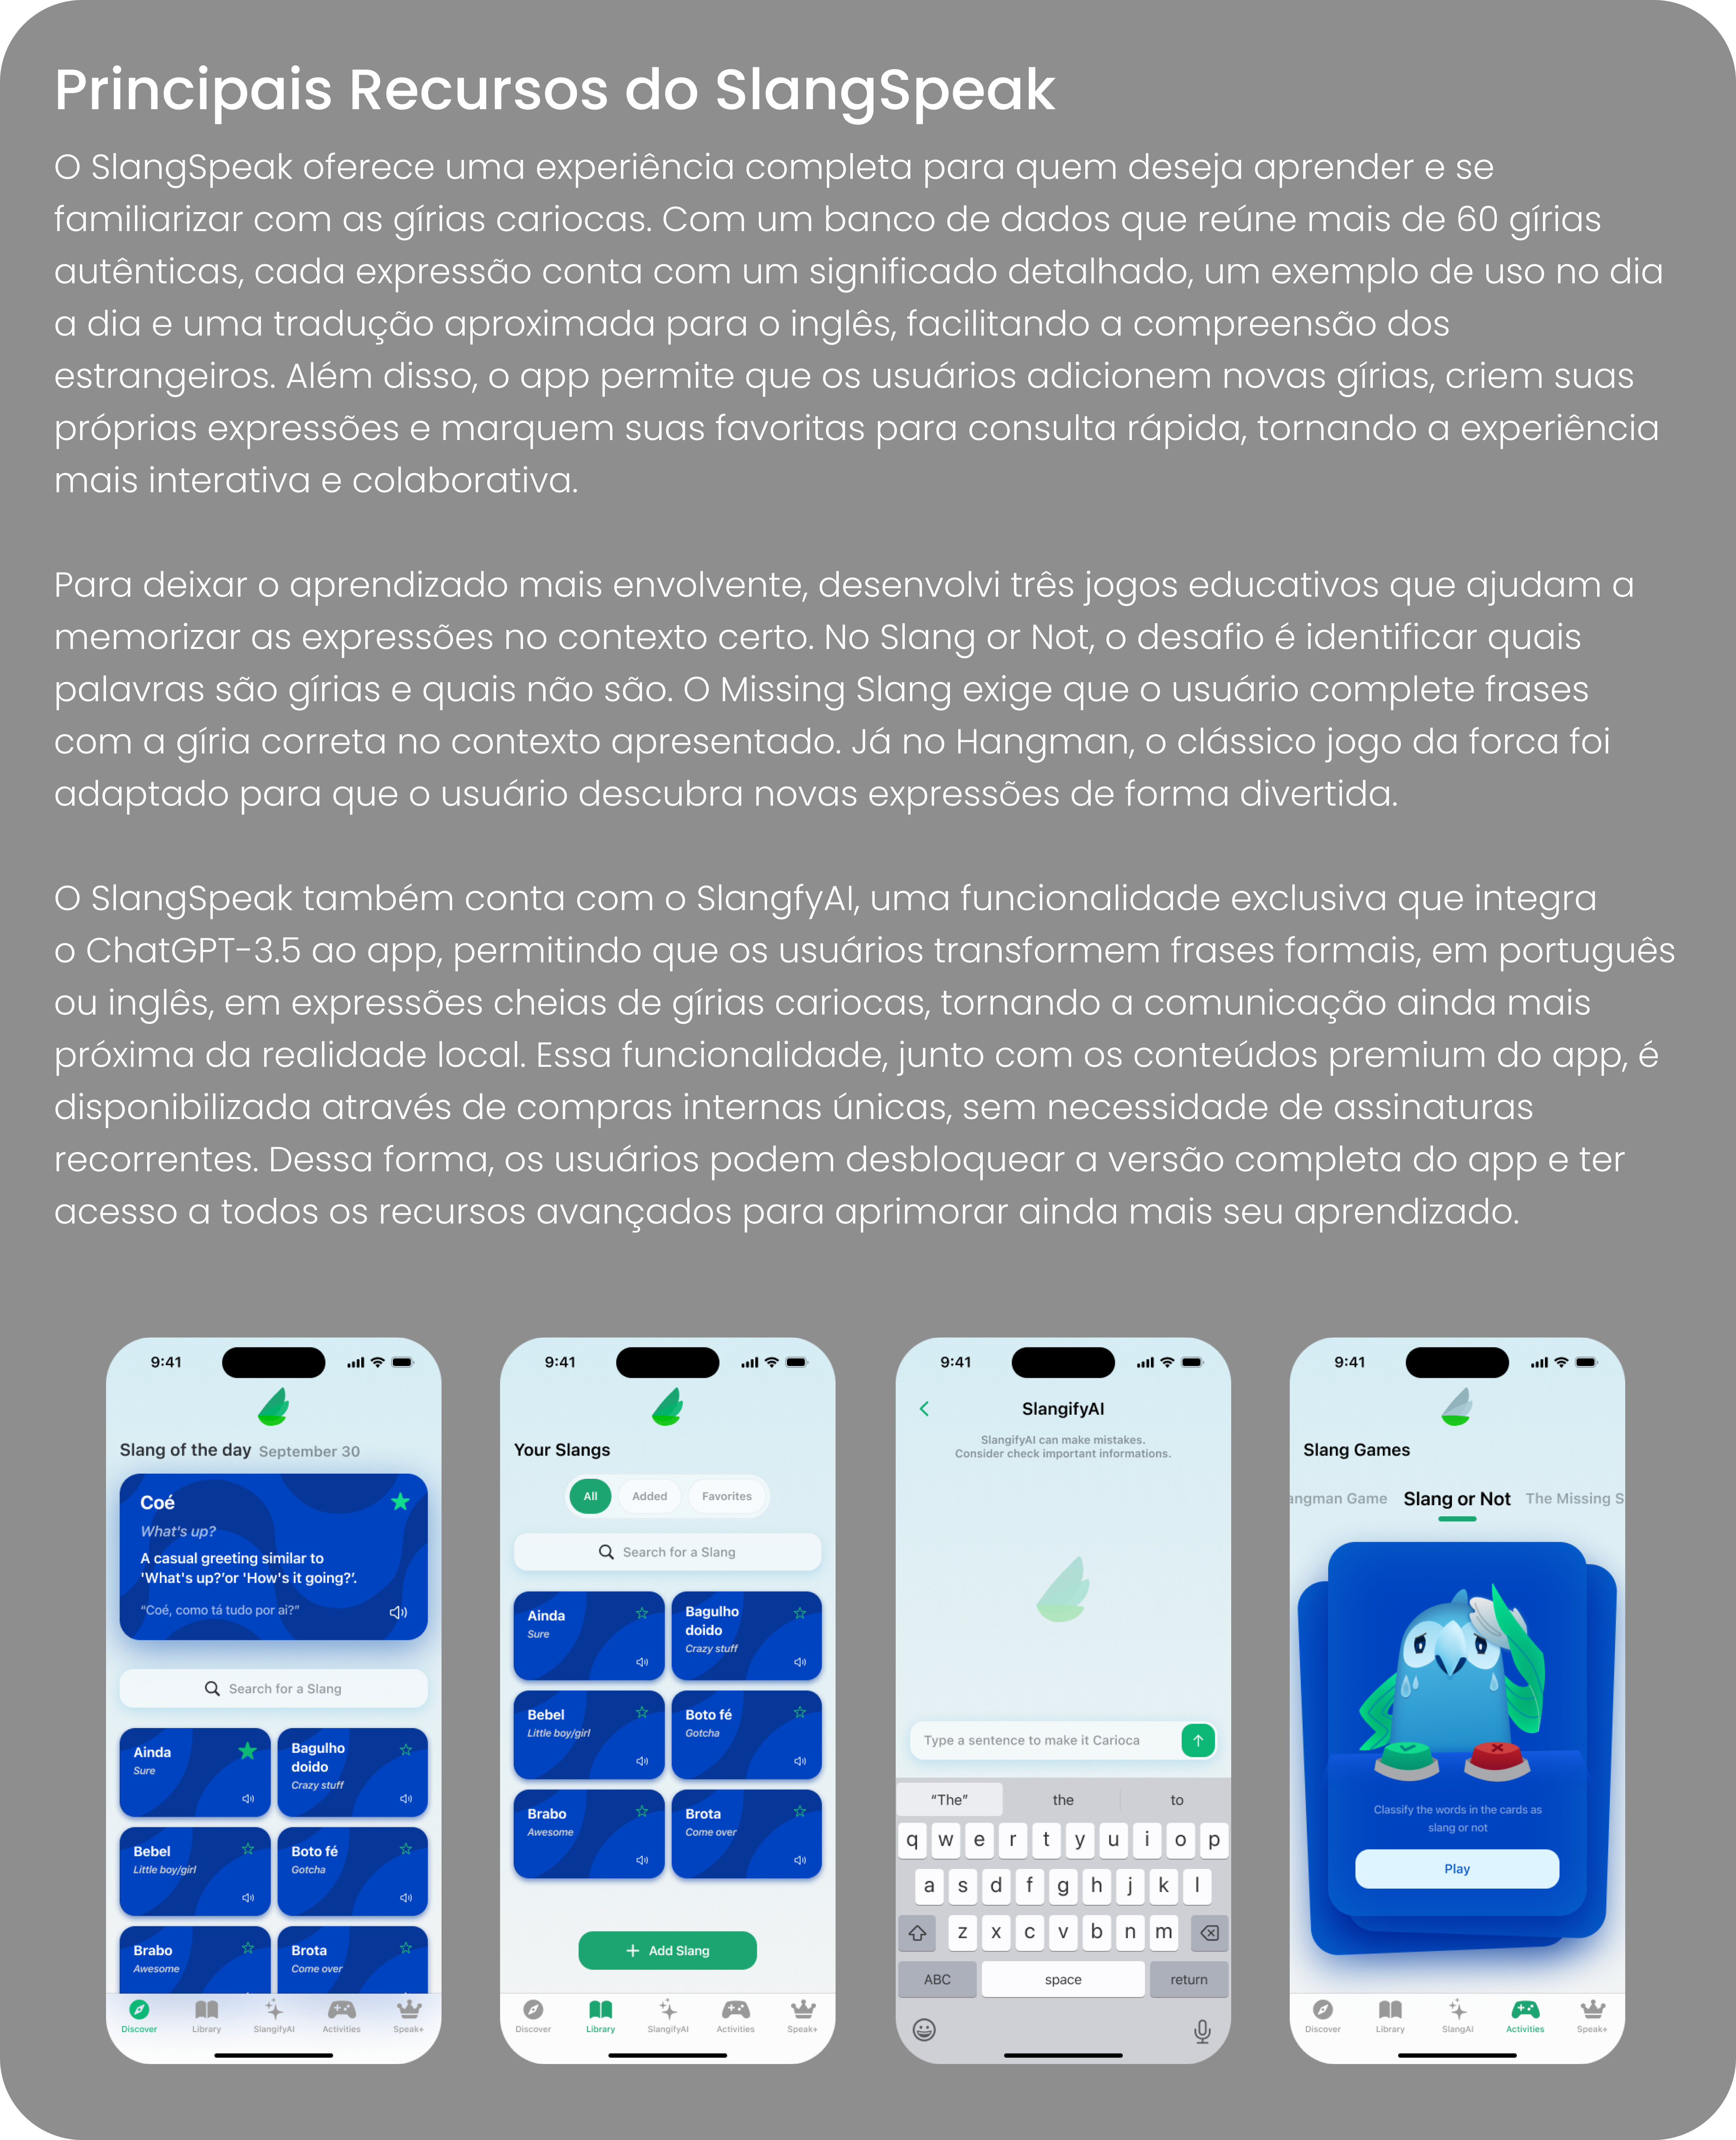 Principais Recursos do SlangSpeak
O SlangSpeak oferece uma experiência completa para quem deseja aprender e se
familiarizar com as gírias cariocas. Com um banco de dados que reúne mais de 60 gírias
autênticas, cada expressão conta com um significado detalhado, um exemplo de uso no dia
a dia e uma tradução aproximada para o inglês, facilitando a compreensão dos
estrangeiros. Além disso, o app permite que os usuários adicionem novas gírias, criem suas
próprias expressões e marquem suas favoritas para consulta rápida, tornando a experiência
mais interativa e colaborativa.
Para deixar o aprendizado mais envolvente, desenvolvi três jogos educativos que ajudam a
memorizar as expressões no contexto certo. No Slang or Not, o desafio é identificar quais
palavras são gírias e quais não são. O Missing Slang exige que o usuário complete frases
com a gíria correta no contexto apresentado. Já no Hangman, o clássico jogo da forca foi
adaptado para que o usuário descubra novas expressões de forma divertida.
O SlangSpeak também conta com o SlangfyAI, uma funcionalidade exclusiva que integra
o ChatGPT-3.5 ao app, permitindo que os usuários transformem frases formais, em português
ou inglês, em expressões cheias de gírias cariocas, tornando a comunicação ainda mais
próxima da realidade local. Essa funcionalidade, junto com os conteúdos premium do app, é
disponibilizada através de compras internas únicas, sem necessidade de assinaturas
recorrentes. Dessa forma, os usuários podem desbloquear a versão completa do app e ter
acesso a todos os recursos avançados para aprimorar ainda mais seu aprendizado.
9:41
Slang of the day September 30
Coé
What's up?
A casual greeting similar to
'What's up?'or 'How's it going?'.
“Coé, como tá tudo por ai?”
Search for a Slang
Ainda
Sure
Bagulho
doido
Crazy stuff
Bebel
Little boy/girl
Boto fé
Gotcha
Brabo
Awesome
Brota
Come over
Discover Library SlangifyAI Activities Speak+
9:41
Your Slangs
All Added Favorites
Search for a Slang
Ainda
Sure
Bagulho
doido
Crazy stuff
Bebel
Little boy/girl
Boto fé
Gotcha
Brabo
Awesome
Brota
Come over
+ Add Slang
Discover Library SlangifyAI Activities Speak+
9:41
SlangifyAI
SlangifyAI can make mistakes.
Consider check important informations.
Type a sentence to make it Carioca
“The” the to
q w e r t y u i o p
a s d f g h j k l
z x c v b n m
ABC space return
9:41
Slang Games
angman Game Slang or Not The Missing S
Classify the words in the cards as
slang or not
Play
Discover Library SlangAI Activities Speak+